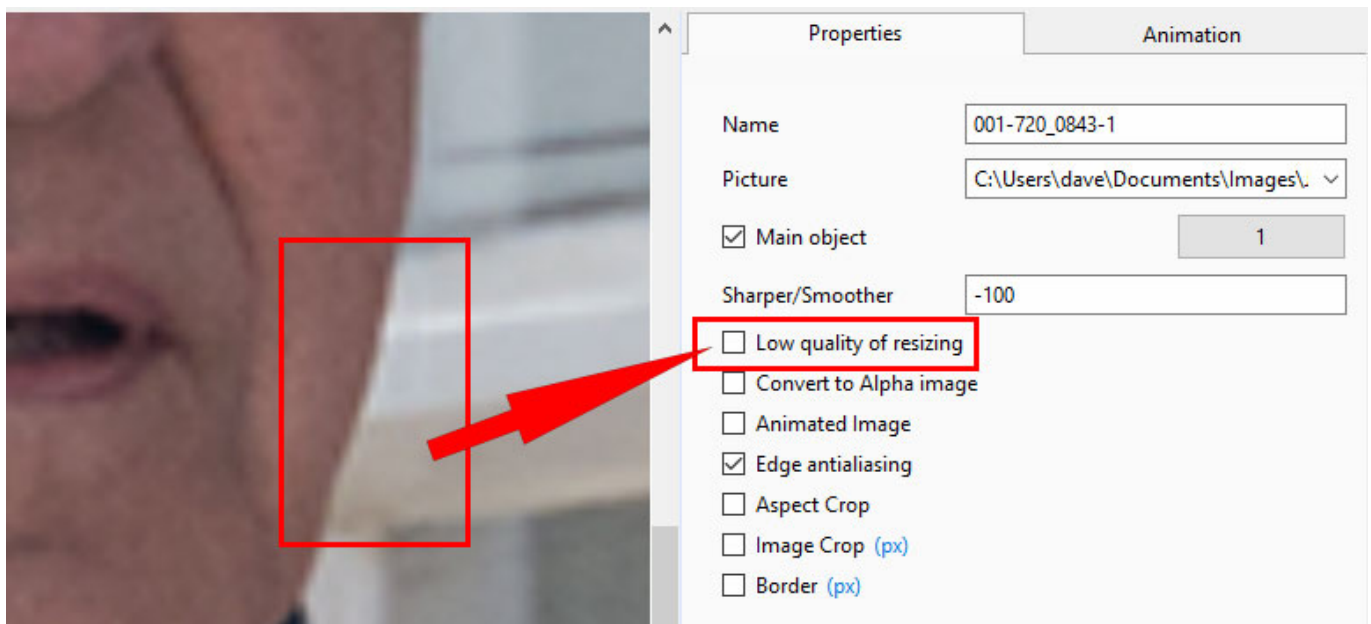 Properties Animation
Name 001-720_0843-1
Picture C:\Users\dave\Documents\Images\.
Main object 1
Sharper/Smoother -100
Low quality of resizing
Convert to Alpha image
Animated Image
Edge antialiasing
Aspect Crop
Image Crop (px)
Border (px)